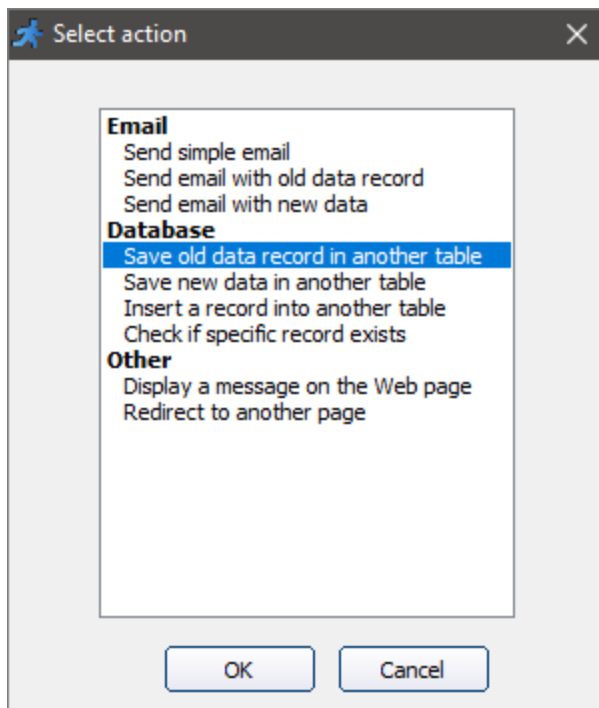 Select action
Email
Send simple email
Send email with old data record
Send email with new data
Database
Save old data record in another table
Save new data in another table
Insert a record into another table
Check if specific record exists
Other
Display a message on the Web page
Redirect to another page
OK
Cancel